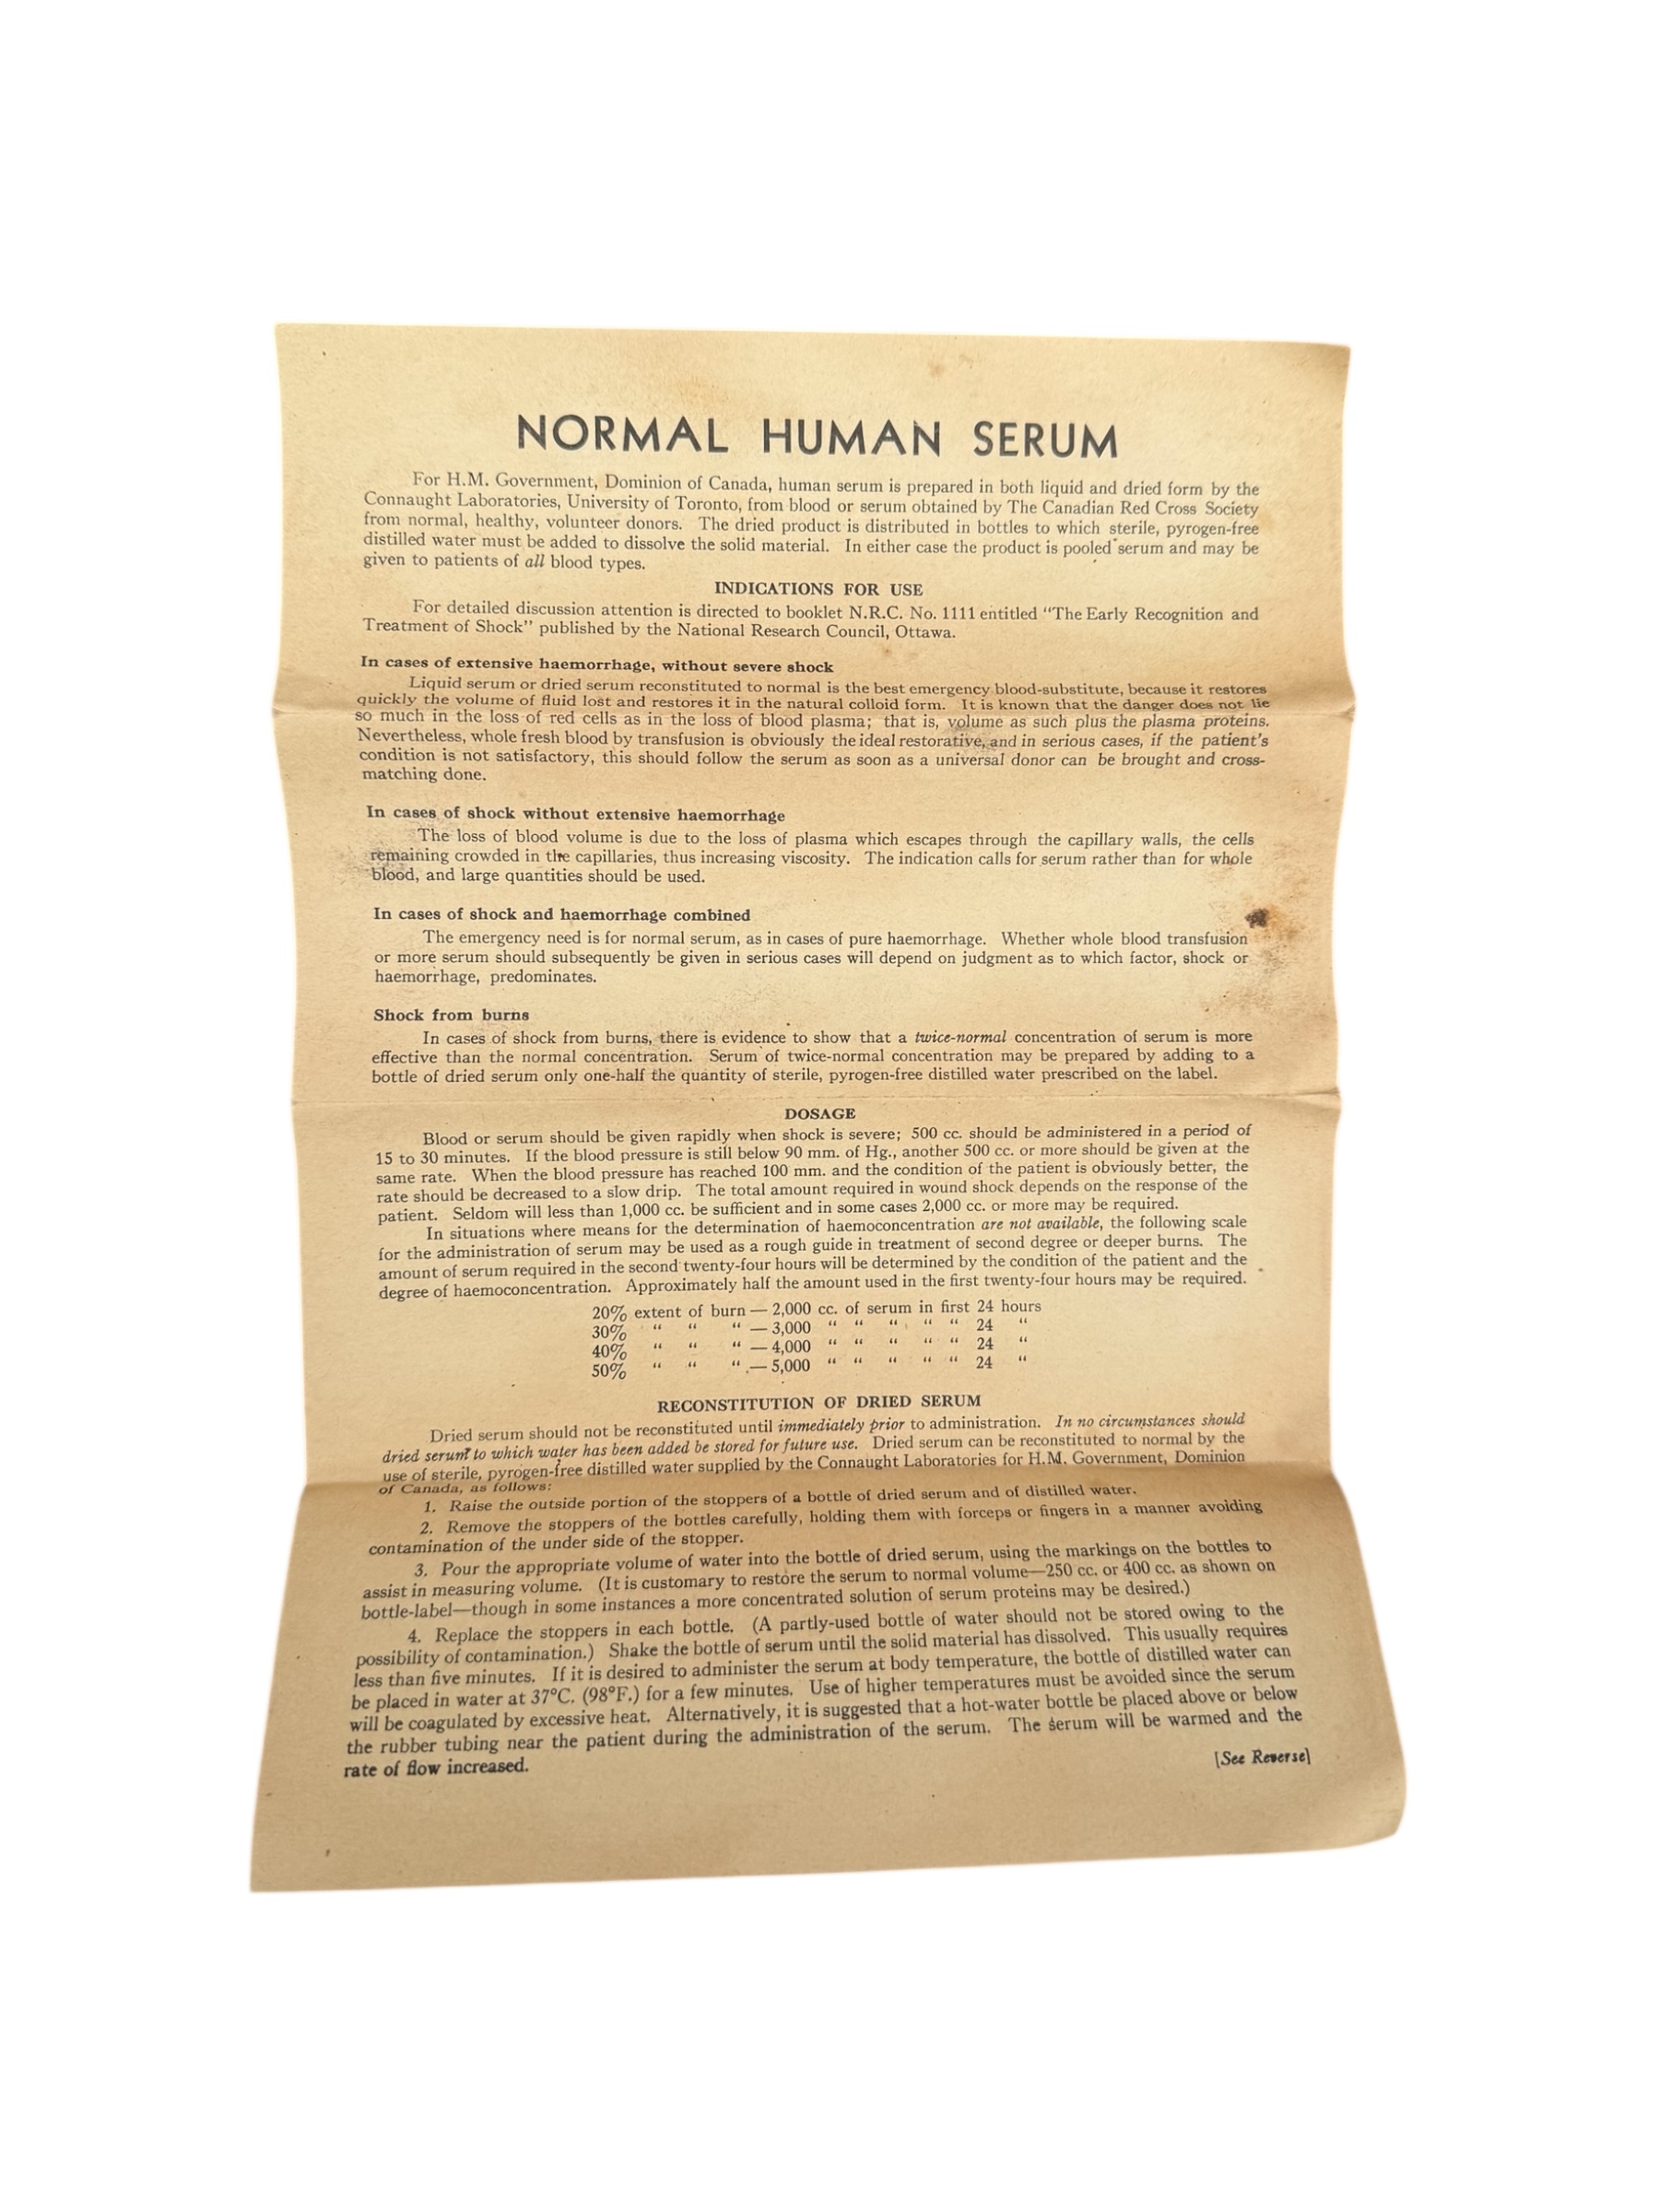 NORMAL HUMAN SERUM
For H.M. Government, Dominion of Canada, human serum is prepared in both liquid and dried form by the
Connaught Laboratories, University of Toronto, from blood or serum obtained by The Canadian Red Cross Society
from normal, healthy, volunteer donors. The dried product is distributed in bottles to which sterile, pyrogen-free
distilled water must be added to dissolve the solid material. In either case the product is pooled serum and may be
given to patients of all blood types.
INDICATIONS FOR USE
For detailed discussion attention is directed to booklet N.R.C. No. 1111 entitled "The Early Recognition and
Treatment of Shock" published by the National Research Council, Ottawa.
In cases of extensive haemorrhage, without severe shock
Liquid serum or dried serum reconstituted to normal is the best emergency blood-substitute, because it restores
quickly the volume of fluid lost and restores it in the natural colloid form. It is known that the danger does not lie
so much in the loss of red cells as in the loss of blood plasma; that is, volume as such plus the plasma proteins.
Nevertheless, whole fresh blood by transfusion is obviously the ideal restorative, and in serious cases, if the patient's
condition is not satisfactory, this should follow the serum as soon as a universal donor can be brought and cross-
matching done.
In cases of shock without extensive haemorrhage
The loss of blood volume is due to the loss of plasma which escapes through the capillary walls, the cells
remaining crowded in the capillaries, thus increasing viscosity. The indication calls for serum rather than for whole
blood, and large quantities should be used.
In cases of shock and haemorrhage combined
The emergency need is for normal serum, as in cases of pure haemorrhage. Whether whole blood transfusion
or more serum should subsequently be given in serious cases will depend on judgment as to which factor, shock or
haemorrhage, predominates.
Shock from burns
In cases of shock from burns, there is evidence to show that a twice-normal concentration of serum is more
effective than the normal concentration. Serum of twice-normal concentration may be prepared by adding to a
bottle of dried serum only one-half the quantity of sterile, pyrogen-free distilled water prescribed on the label.
DOSAGE
Blood or serum should be given rapidly when shock is severe; 500 cc. should be administered in a period of
15 to 30 minutes. If the blood pressure is still below 90 mm. of Hg., another 500 cc. or more should be given at the
same rate. When the blood pressure has reached 100 mm. and the condition of the patient is obviously better, the
rate should be decreased to a slow drip. The total amount required in wound shock depends on the response of the
patient. Seldom will less than 1,000 cc. be sufficient and in some cases 2,000 cc. or more may be required.
In situations where means for the determination of haemoconcentration are not available, the following scale
for the administration of serum may be used as a rough guide in treatment of second degree or deeper burns. The
amount of serum required in the second twenty-four hours will be determined by the condition of the patient and the
degree of haemoconcentration. Approximately half the amount used in the first twenty-four hours may be required.
20% extent of burn — 2,000 cc. of serum in first 24 hours
30% " " " — 3,000 " " " " " 24 "
40% " " " — 4,000 " " " " " 24 "
50% " " " — 5,000 " " " " " 24 "
RECONSTITUTION OF DRIED SERUM
Dried serum should not be reconstituted until immediately prior to administration. In no circumstances should
dried serum to which water has been added be stored for future use. Dried serum can be reconstituted to normal by the
use of sterile, pyrogen-free distilled water supplied by the Connaught Laboratories for H.M. Government, Dominion
of Canada, as follows:
1. Raise the outside portion of the stoppers of a bottle of dried serum and of distilled water.
2. Remove the stoppers of the bottles carefully, holding them with forceps or fingers in a manner avoiding
contamination of the under side of the stopper.
3. Pour the appropriate volume of water into the bottle of dried serum, using the markings on the bottles to
assist in measuring volume. (It is customary to restore the serum to normal volume—250 cc. or 400 cc. as shown on
bottle-label—though in some instances a more concentrated solution of serum proteins may be desired.)
4. Replace the stoppers in each bottle. (A partly-used bottle of water should not be stored owing to the
possibility of contamination.) Shake the bottle of serum until the solid material has dissolved. This usually requires
less than five minutes. If it is desired to administer the serum at body temperature, the bottle of distilled water can
be placed in water at 37°C. (98°F.) for a few minutes. Use of higher temperatures must be avoided since the serum
will be coagulated by excessive heat. Alternatively, it is suggested that a hot-water bottle be placed above or below
the rubber tubing near the patient during the administration of the serum. The serum will be warmed and the
rate of flow increased.
[See Reverse]